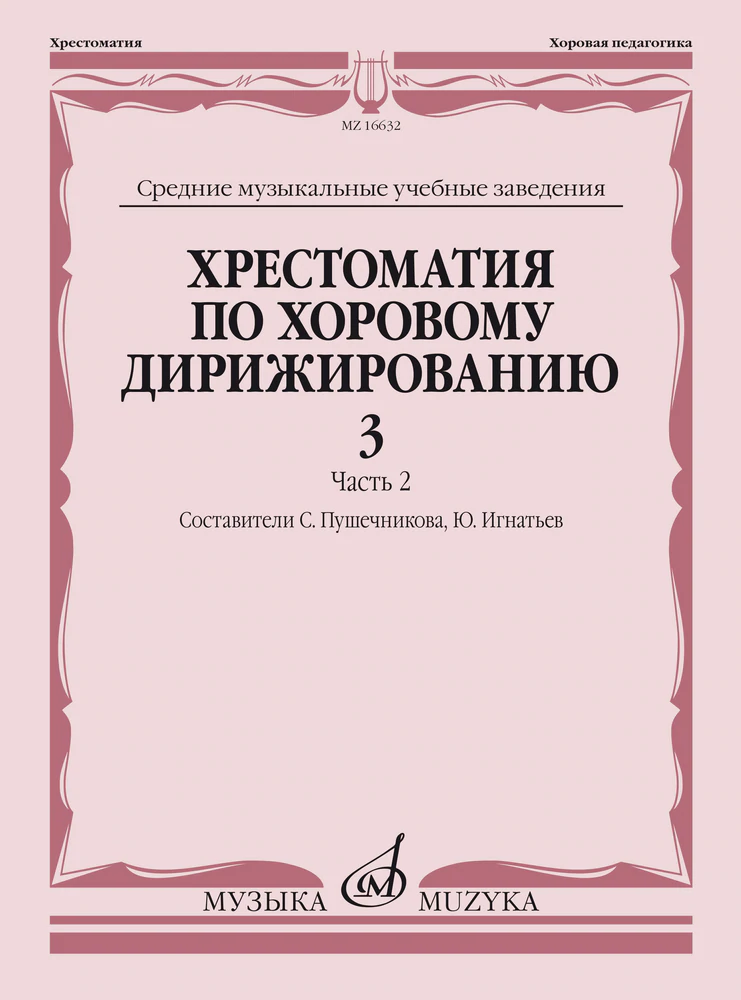 Хрестоматия
Хоровая педагогика
MZ 16632
Средние музыкальные учебные заведения
ХРЕСТОМАТИЯ
ПО ХОРОВОМУ
ДИРИЖИРОВАНИЮ
3
Часть 2
Составители С. Пушечникова, Ю. Игнатьев
МУЗЫКА М MUZYKA